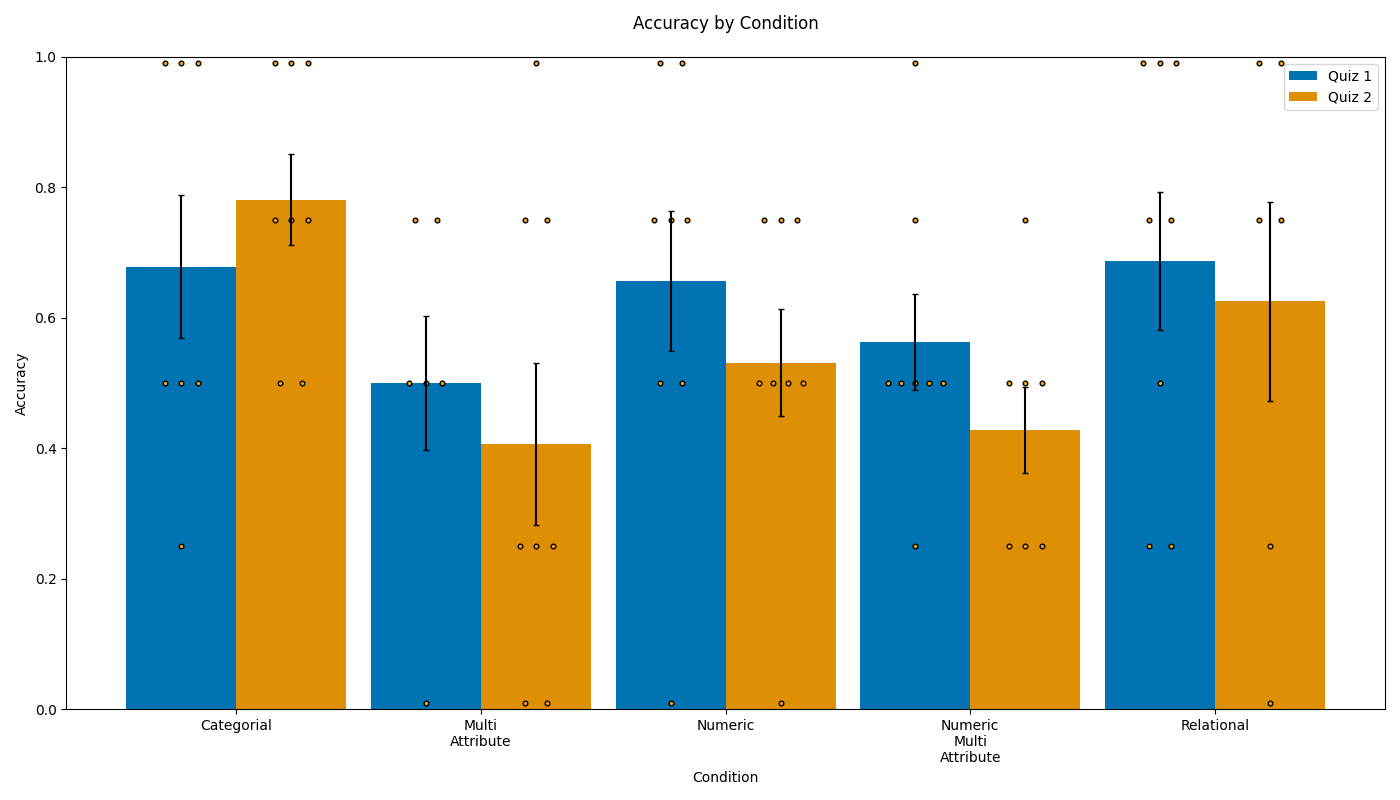 Accuracy by Condition
1.0
0.8
0.6
0.4
0.2
0.0
Accuracy
Quiz 1
Quiz 2
Categorial
Multi
Attribute
Numeric
Numeric
Multi
Attribute
Relational
Condition